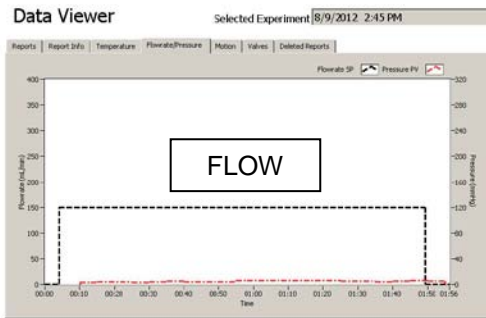 Data Viewer
Selected Experiment 8/9/2012 2:45 PM
Reports Report Info Temperature Flowrate/Pressure Motion Valves Deleted Reports
Flowrate SP Pressure PV
400 320
350 280
300 240
FLOW
250 200
200 160
150 120
100 80
50 40
0 0
Flowrate (mL/min)
Pressure (mmHg)
00:00 00:10 00:20 00:30 00:40 00:50 01:00 01:10 01:20 01:30 01:40 01:50 01:56
Time